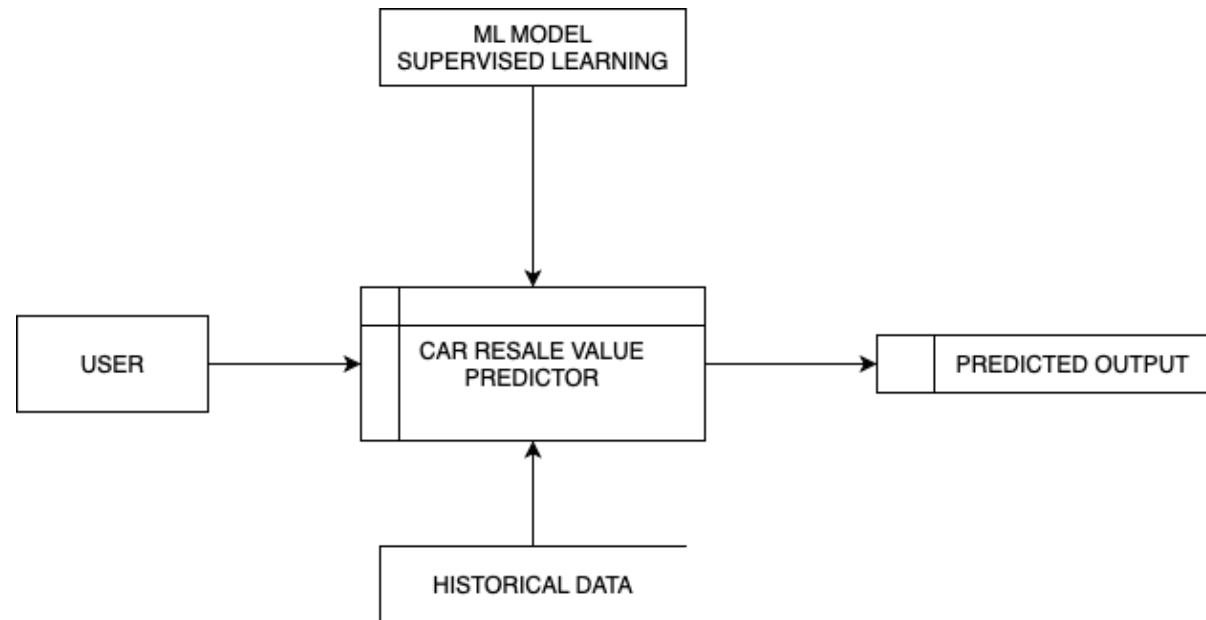 ML MODEL
SUPERVISED LEARNING
USER
CAR RESALE VALUE
PREDICTOR
PREDICTED OUTPUT
HISTORICAL DATA